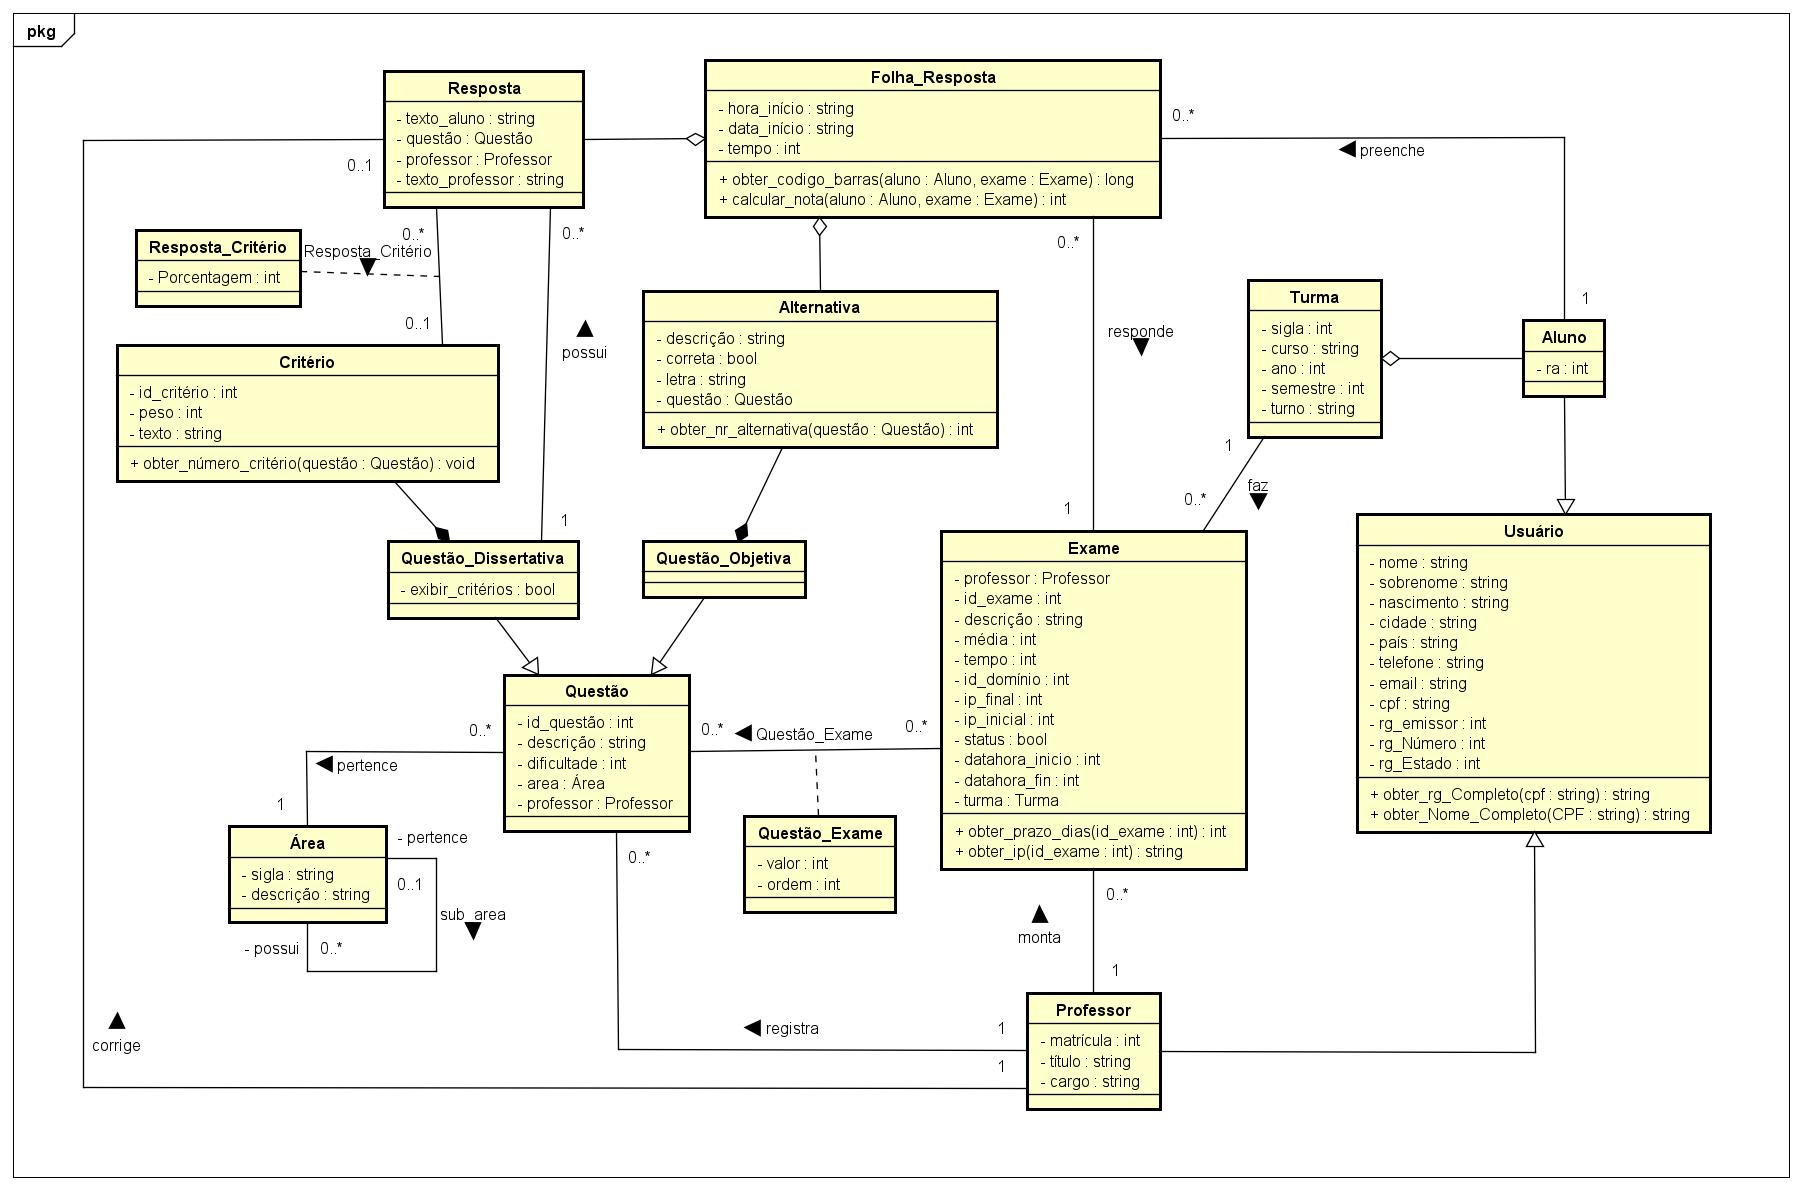 pkg
Resposta
- texto_aluno : string
- questão : Questão
- professor : Professor
- texto_professor : string
Folha_Resposta
- hora_início : string
- data_início : string
- tempo : int
+ obter_codigo_barras(aluno : Aluno, exame : Exame) : long
+ calcular_nota(aluno : Aluno, exame : Exame) : int
0..*
preenche
0..1
0..*
0..*
0..*
Resposta_Critério
- Porcentagem : int
Resposta_Critério
0..1
possui
Critério
- id_critério : int
- peso : int
- texto : string
+ obter_número_critério(questão : Questão) : void
Alternativa
- descrição : string
- correta : bool
- letra : string
- questão : Questão
+ obter_nr_alternativa(questão : Questão) : int
responde
Turma
- sigla : int
- curso : string
- ano : int
- semestre : int
- turno : string
1
Aluno
- ra : int
1
faz
0..*
1
1
Questão_Dissertativa
- exibir_critérios : bool
Questão_Objetiva
Exame
- professor : Professor
- id_exame : int
- descrição : string
- média : int
- tempo : int
- id_domínio : int
- ip_final : int
- ip_inicial : int
- status : bool
- datahora_inicio : int
- datahora_fin : int
- turma : Turma
+ obter_prazo_dias(id_exame : int) : int
+ obter_ip(id_exame : int) : string
Usuário
- nome : string
- sobrenome : string
- nascimento : string
- cidade : string
- país : string
- telefone : string
- email : string
- cpf : string
- rg_emissor : int
- rg_Número : int
- rg_Estado : int
+ obter_rg_Completo(cpf : string) : string
+ obter_Nome_Completo(CPF : string) : string
Questão
- id_questão : int
- descrição : string
- dificultade : int
- area : Área
- professor : Professor
0..*
0..*
Questão_Exame
0..*
pertence
1
Área
- sigla : string
- descrição : string
- pertence
0..1
sub_area
- possui
0..*
0..*
Questão_Exame
- valor : int
- ordem : int
0..*
monta
1
Professor
- matrícula : int
- título : string
- cargo : string
registra
1
1
corrige